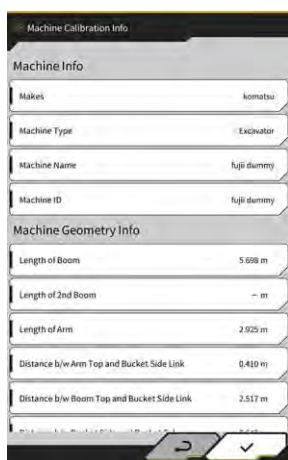 Machine Calibration Info
Machine Info
Makes komatsu
Machine Type Excavator
Machine Name fujii dummy
Machine ID fujii dummy
Machine Geometry Info
Length of Boom 5.698 m
Length of 2nd Boom — m
Length of Arm 2.925 m
Distance b/w Arm Top and Bucket Side Link 0.410 m
Distance b/w Boom Top and Bucket Side Link 2.517 m